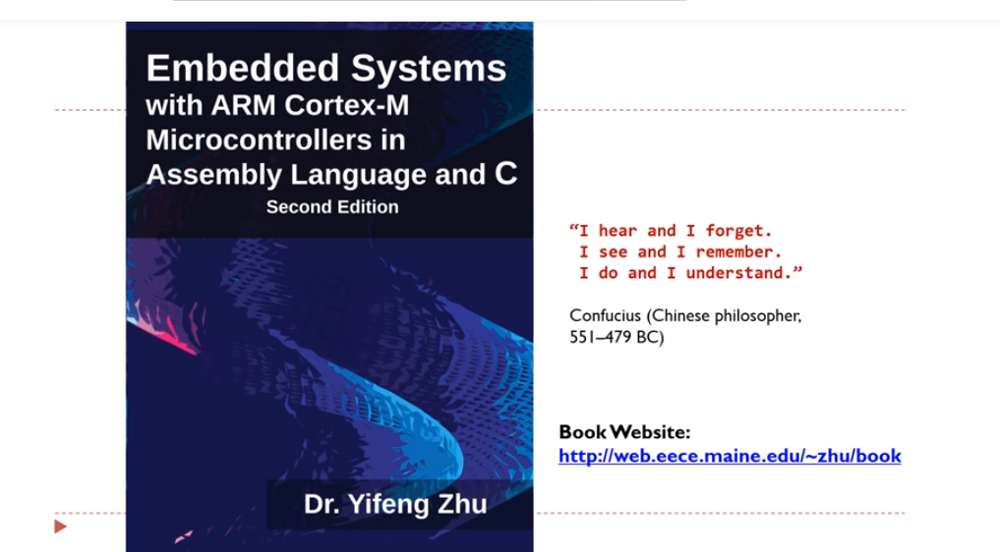 Embedded Systems
with ARM Cortex-M
Microcontrollers in
Assembly Language and C
Second Edition
Dr. Yifeng Zhu
“I hear and I forget.
I see and I remember.
I do and I understand.”
Confucius (Chinese philosopher,
551–479 BC)
Book Website:
http://web.eece.maine.edu/~zhu/book